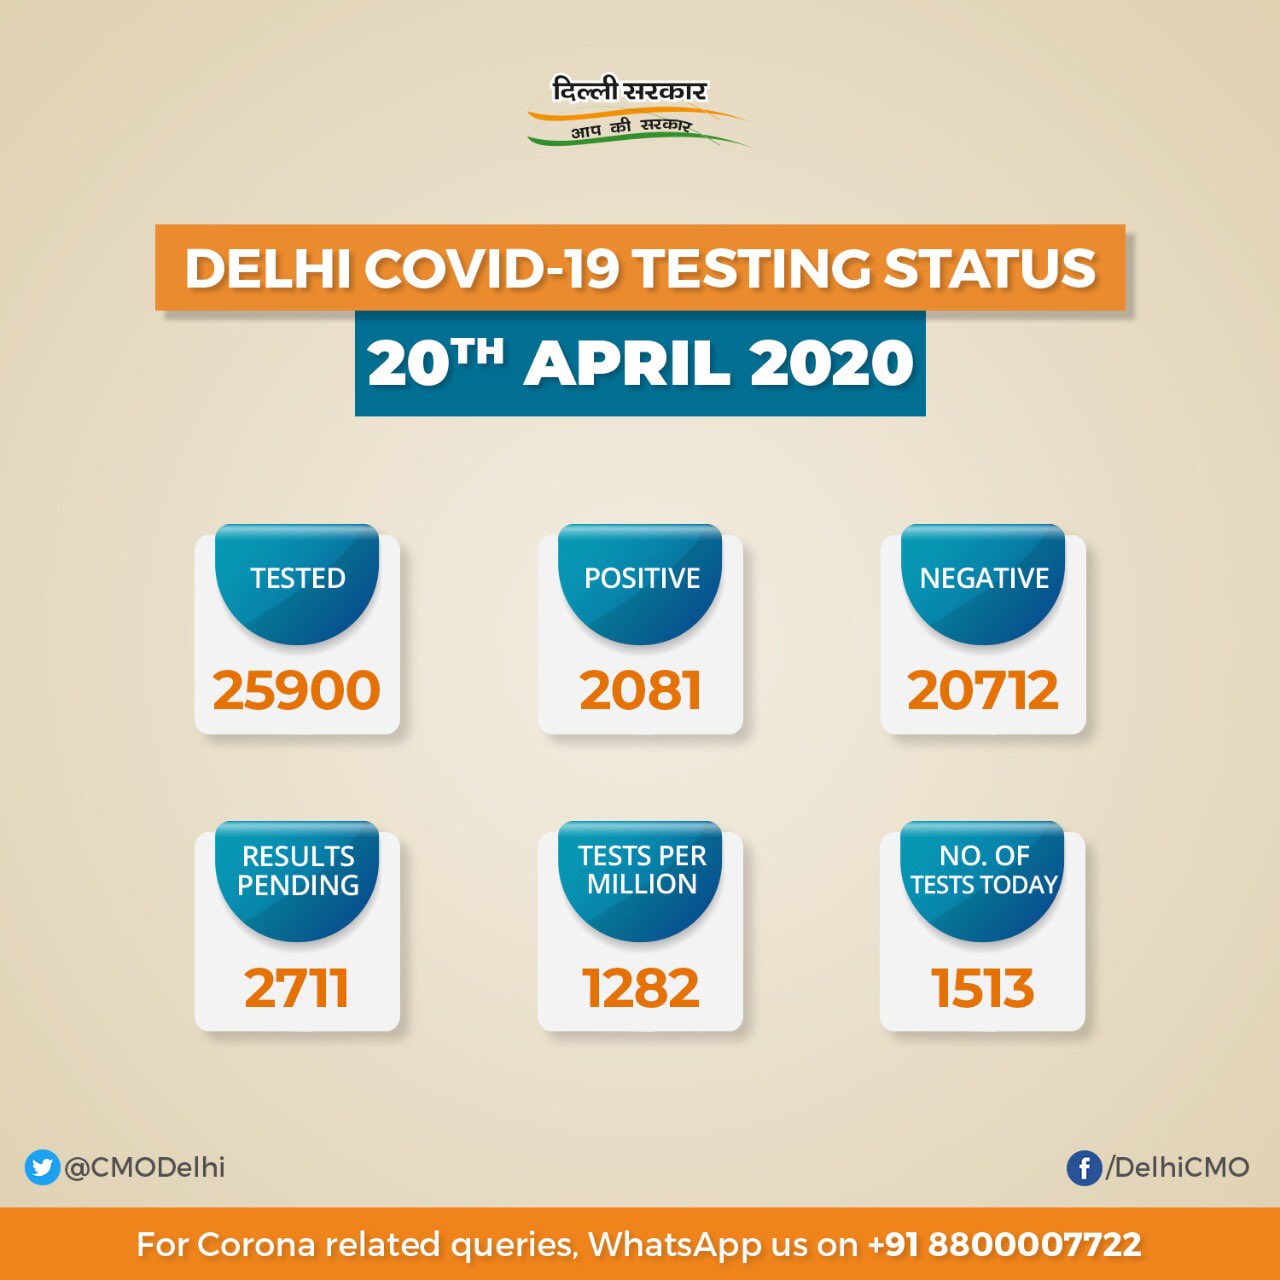 दिल्ली सरकार
आप की सरकार
DELHI COVID-19 TESTING STATUS
20TH APRIL 2020
TESTED
25900
POSITIVE
2081
NEGATIVE
20712
RESULTS
PENDING
2711
TESTS PER
MILLION
1282
NO. OF
TESTS TODAY
1513
@CMODelhi
/DelhiCMO
For Corona related queries, WhatsApp us on +91 8800007722